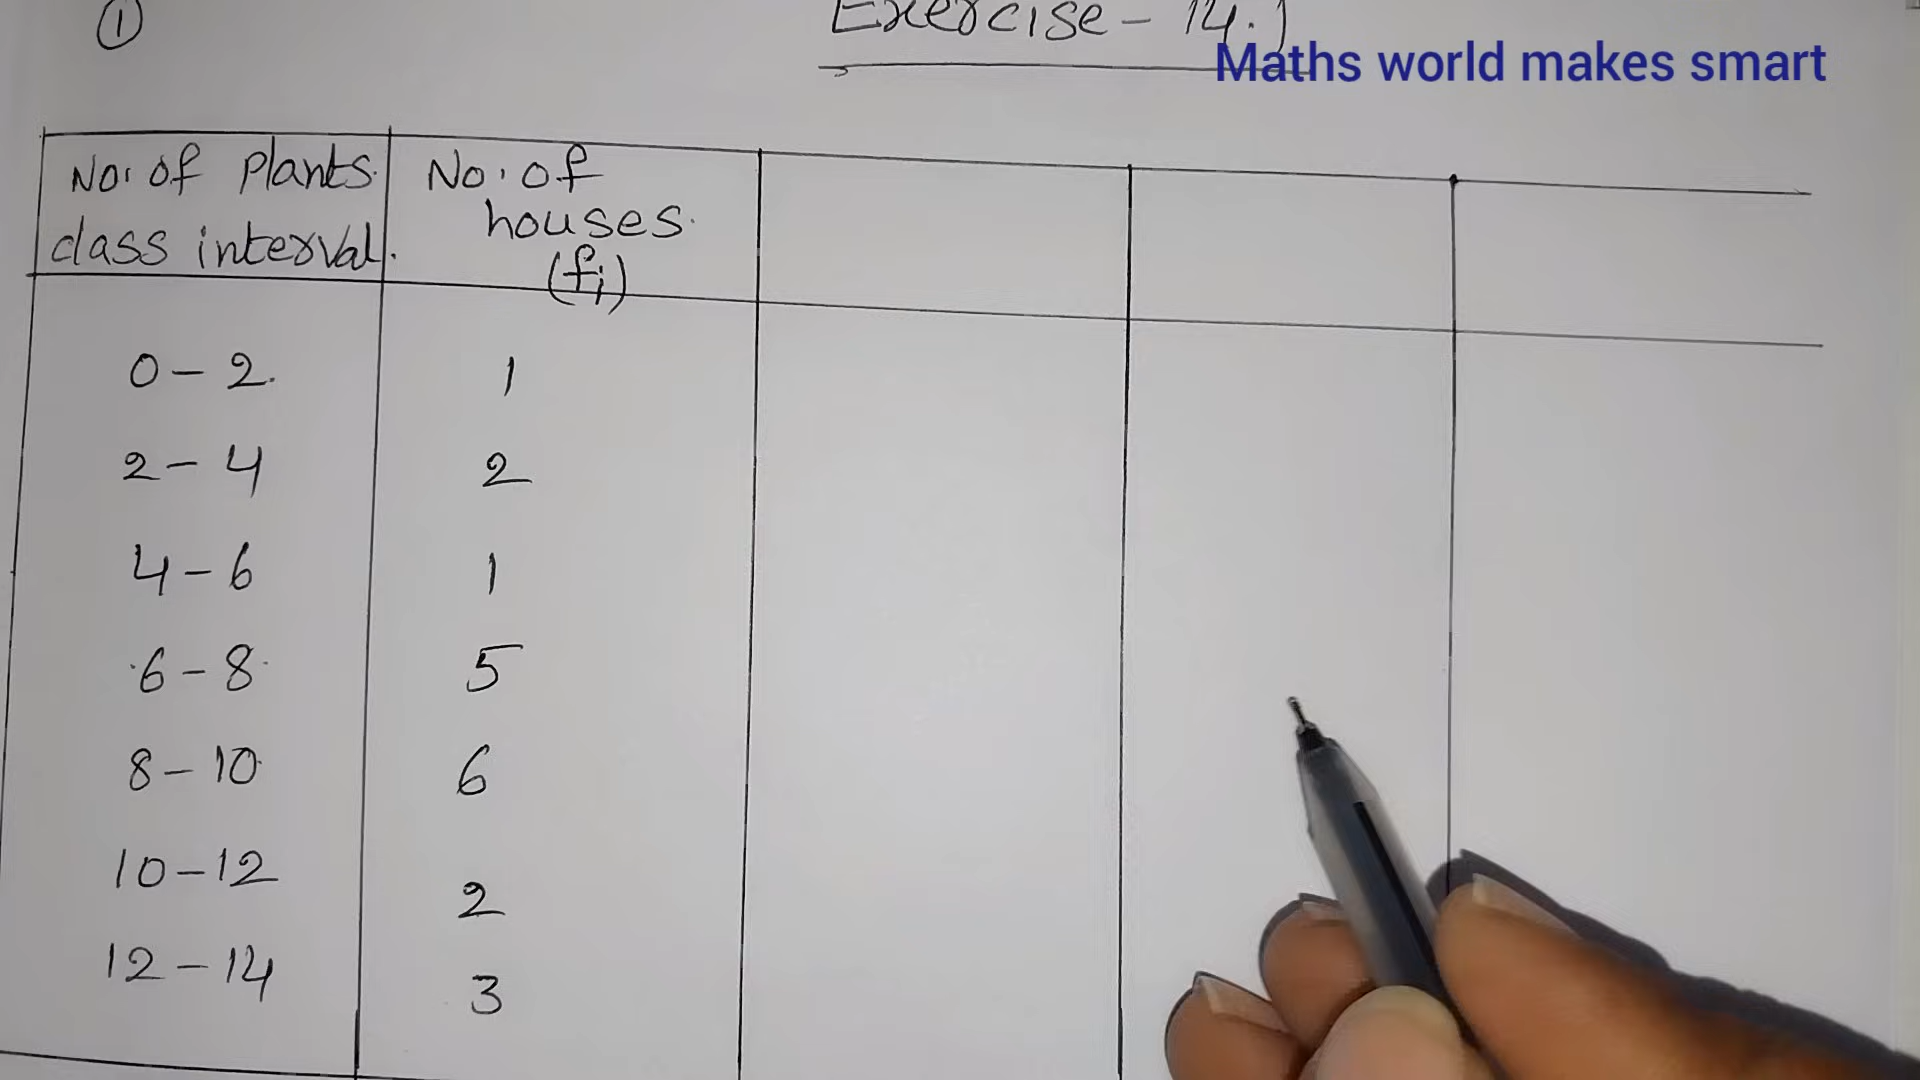 ①
Exercise - 14.1
Maths world makes smart
No. of plants. No. of
class interval. houses.
(fi)
0 - 2. 1
2 - 4 2
4 - 6 1
6 - 8 5
8 - 10 6
10 - 12 2
12 - 14 3